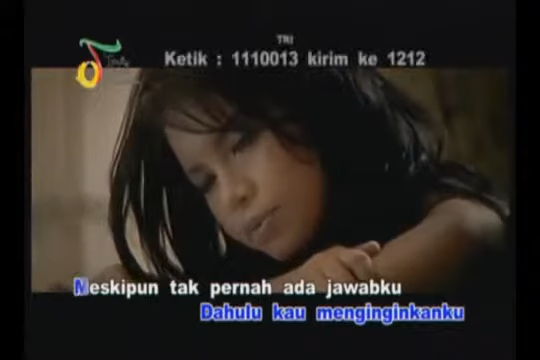 TRI
Ketik : 1110013 kirim ke 1212
Meskipun tak pernah ada jawabku
Dahulu kau menginginkanku